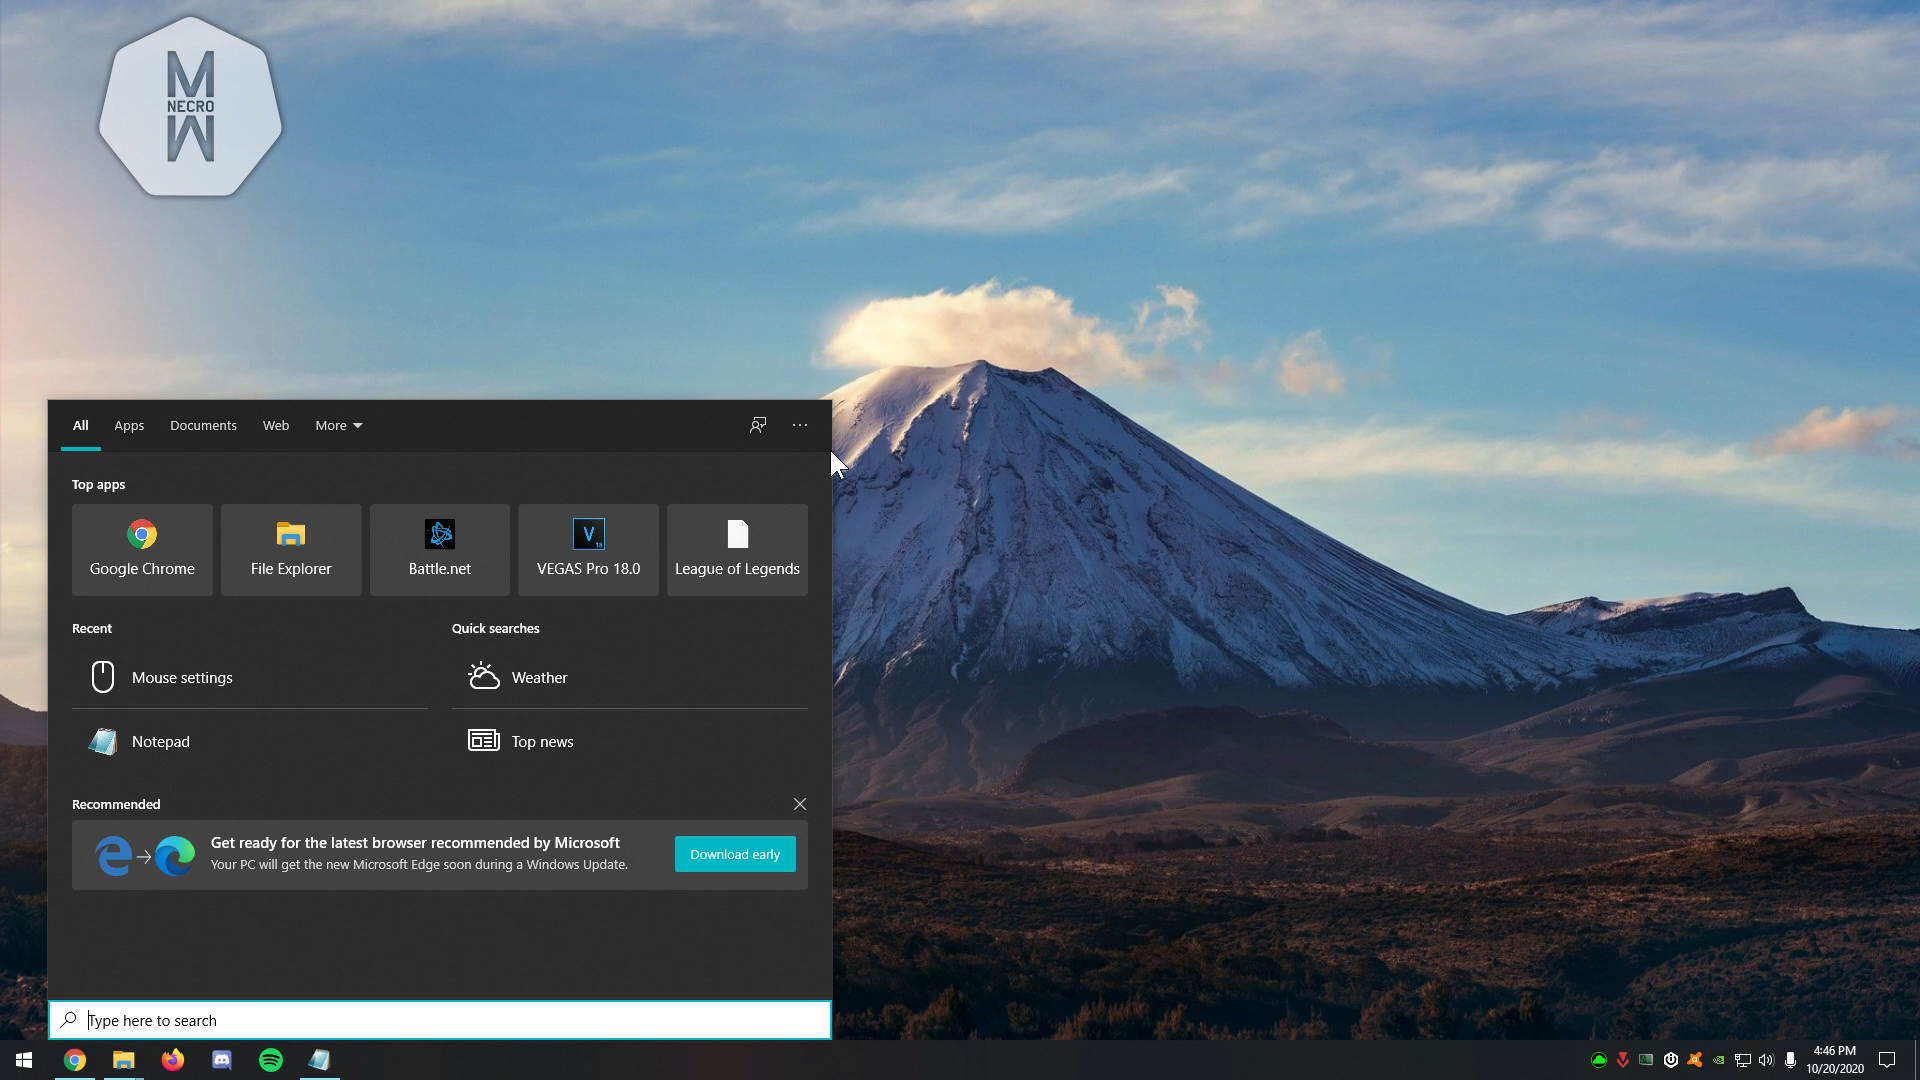 M
NECRO
M
All Apps Documents Web More
Top apps
Google Chrome File Explorer Battle.net VEGAS Pro 18.0 League of Legends
Recent Quick searches
Mouse settings Weather
Notepad Top news
Recommended
Get ready for the latest browser recommended by Microsoft
Your PC will get the new Microsoft Edge soon during a Windows Update.
Download early
Type here to search
4:46 PM
10/20/2020